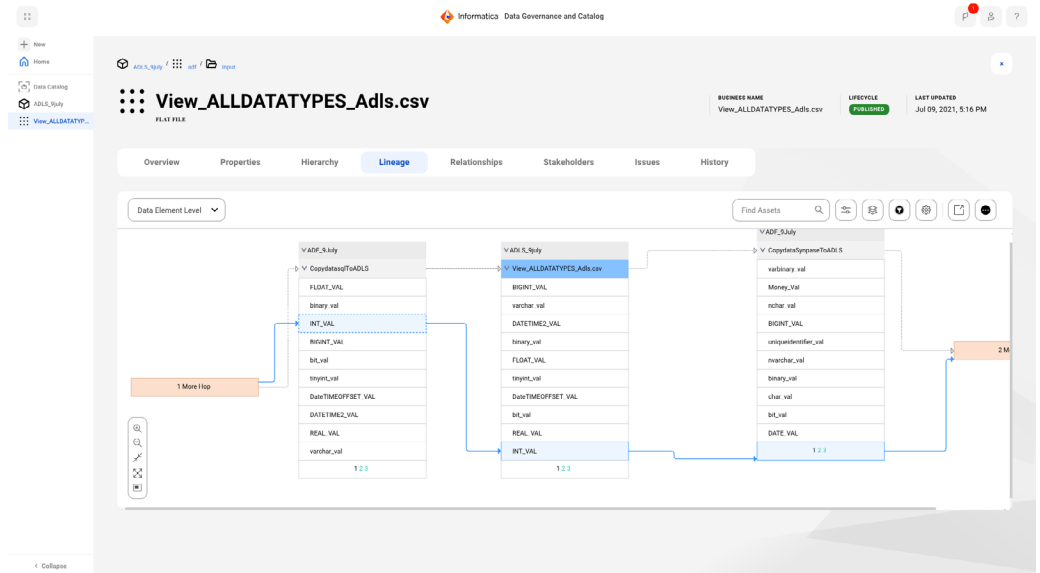 Informatica Data Governance and Catalog
1
?
New
Home
Data Catalog
ADLS_9july
View_ALLDATATYP...
ADLS_9july / adf / input
x
View_ALLDATATYPES_Adls.csv
FLAT FILE
BUSINESS NAME
View_ALLDATATYPES_Adls.csv
LIFECYCLE
PUBLISHED
LAST UPDATED
Jul 09, 2021, 5:16 PM
Overview Properties Hierarchy Lineage Relationships Stakeholders Issues History
Data Element Level
Find Assets
1 More Hop
ADF_9July
CopydatasqlToADLS
FLOAT_VAL
binary_val
INT_VAL
BIGINT_VAL
bit_val
tinyint_val
DateTIMEOFFSET_VAL
DATETIME2_VAL
REAL_VAL
varchar_val
1 2 3
ADLS_9july
View_ALLDATATYPES_Adls.csv
BIGINT_VAL
varchar_val
DATETIME2_VAL
binary_val
FLOAT_VAL
tinyint_val
DateTIMEOFFSET_VAL
bit_val
REAL_VAL
INT_VAL
1 2 3
ADF_9July
CopydataSynpaseToADLS
varbinary_val
Money_Val
nchar_val
BIGINT_VAL
uniqueidentifier_val
nvarchar_val
binary_val
char_val
bit_val
DATE_VAL
1 2 3
2 M
< Collapse